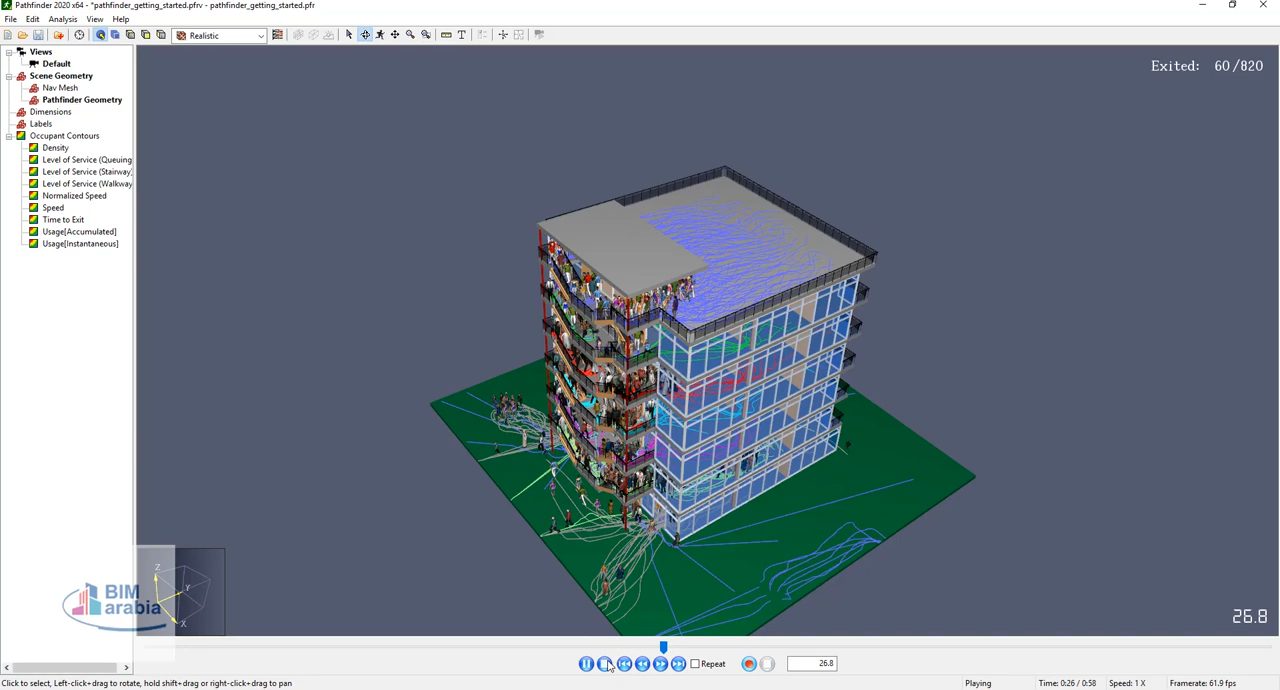 Pathfinder 2020 x64 - *pathfinder_getting_started.pfrv - pathfinder_getting_started.pfr
File Edit Analysis View Help
Realistic
Views
Default
Scene Geometry
Nav Mesh
Pathfinder Geometry
Dimensions
Labels
Occupant Contours
Density
Level of Service (Queuing
Level of Service (Stairway
Level of Service (Walkway
Normalized Speed
Speed
Time to Exit
Usage[Accumulated]
Usage[Instantaneous]
Exited: 60/820
Z
Y
X
BIM
arabia
26.8
Repeat
26.8
Click to select, Left-click+drag to rotate, hold shift+drag or right-click+drag to pan
Playing
Time: 0:26 / 0:58
Speed: 1 X
Framerate: 61.9 fps